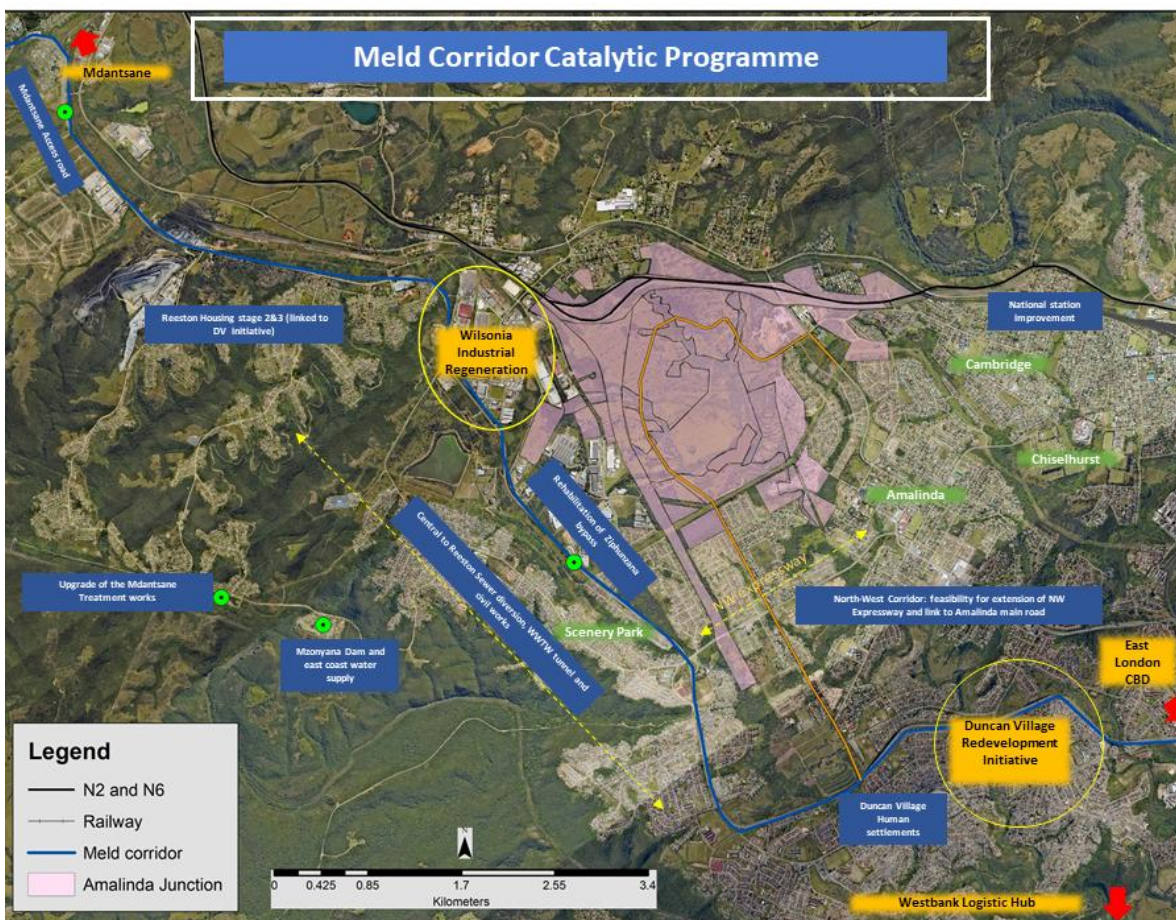 Meld Corridor Catalytic Programme
Mdantsane
Mdantsane Access road
Reeston Housing stage 2&3 (linked to
DV initiative)
Wilsonia
Industrial
Regeneration
National station
Improvement
Cambridge
Chiselhurst
Amalinda
Rehabilitation of Ziphunzana
bypass
Central to Reeston Sewer diversion, WWTW tunnel and
civil works
N.W. Expressway
Upgrade of the Mdantsane
Treatment works
Mzonyana Dam and
east coast water
supply
Scenery Park
North-West Corridor: feasibility for extension of NW
Expressway and link to Amalinda main road
East
London
CBD
Duncan Village
Redevelopment
Initiative
Duncan Village
Human
settlements
Westbank Logistic Hub
Legend
N2 and N6
Railway
Meld corridor
Amalinda Junction
N
0 0.425 0.85 1.7 2.55 3.4
Kilometers